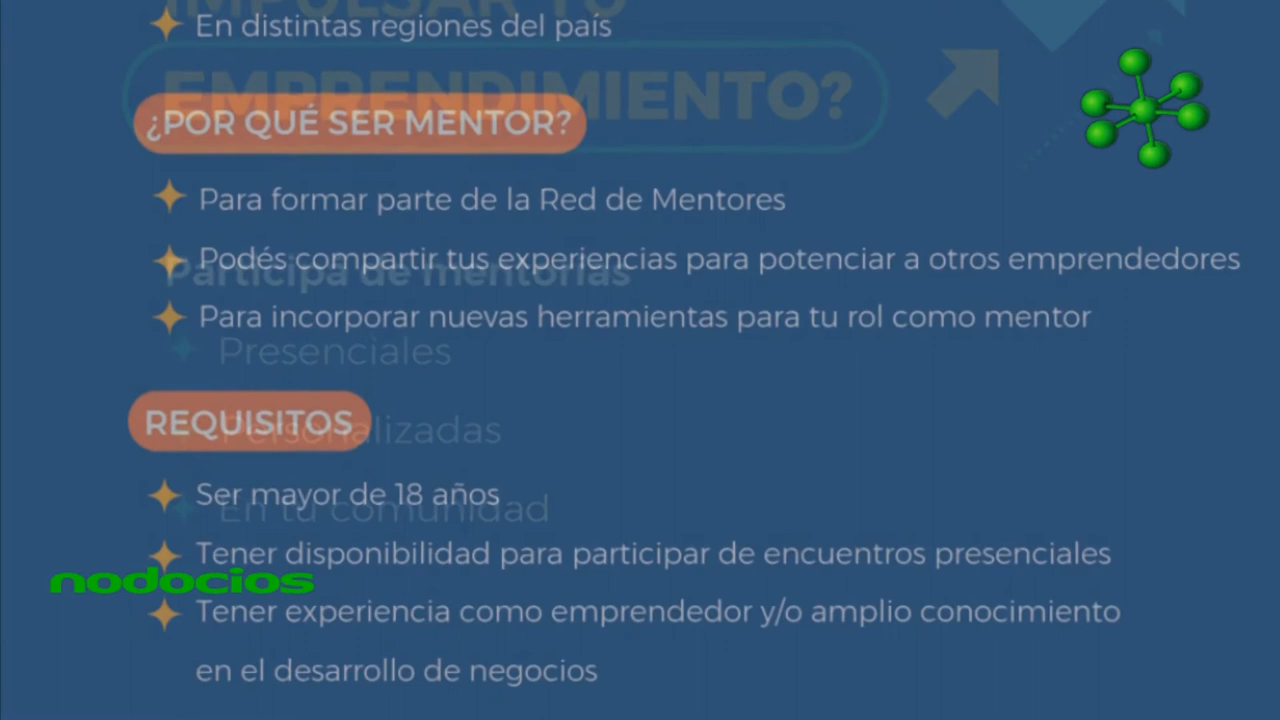 IMPULSAR TU
En distintas regiones del país
EMPRENDIMIENTO?
¿POR QUÉ SER MENTOR?
Para formar parte de la Red de Mentores
Podés compartir tus experiencias para potenciar a otros emprendedores
Participa de mentorías
Para incorporar nuevas herramientas para tu rol como mentor
Presenciales
REQUISITOS
Personalizadas
Ser mayor de 18 años
En tu comunidad
Tener disponibilidad para participar de encuentros presenciales
nodocios
Tener experiencia como emprendedor y/o amplio conocimiento
en el desarrollo de negocios